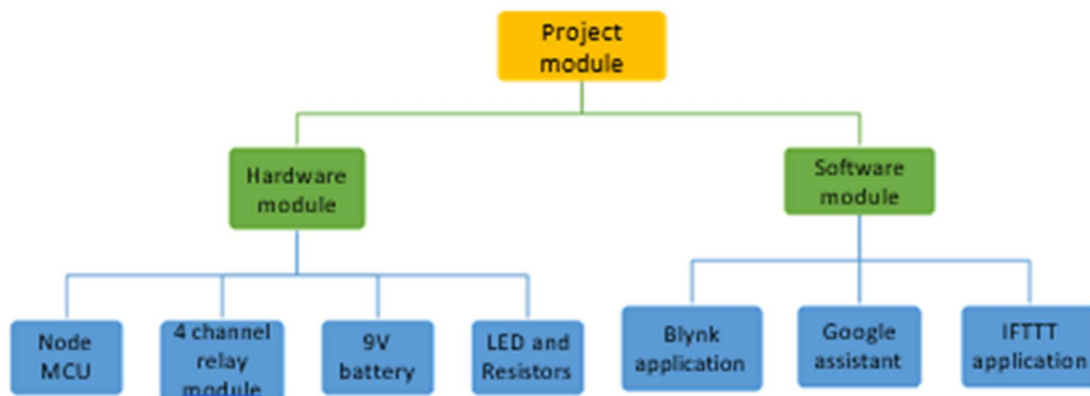 Project
module
Hardware
module
Software
module
Node
MCU
4 channel
relay
module
9V
battery
LED and
Resistors
Blynk
application
Google
assistant
IFTTT
application